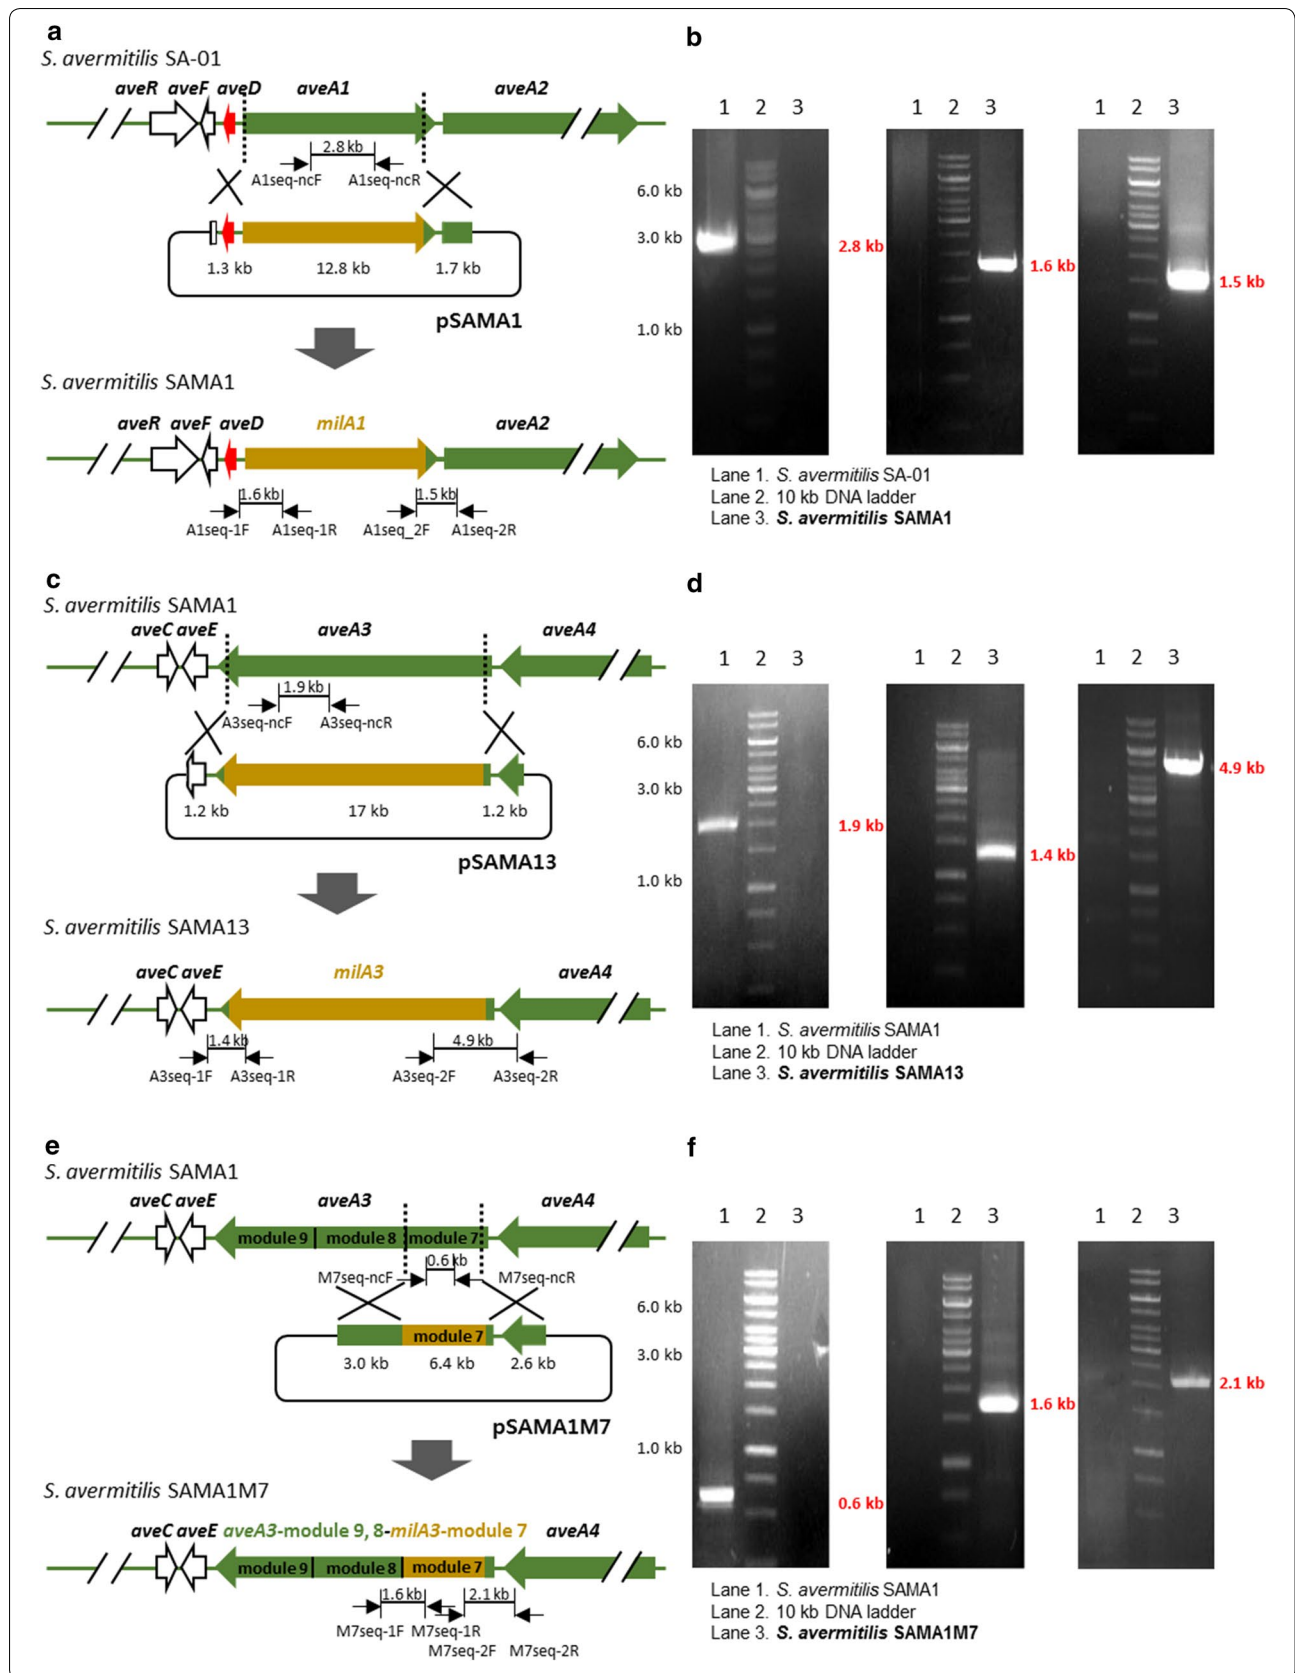 a
S. avermitilis SA-01
aveR aveF aveD aveA1 aveA2
2.8 kb
A1seq-ncF A1seq-ncR
1.3 kb 12.8 kb 1.7 kb
pSAMA1
S. avermitilis SAMA1
aveR aveF aveD milA1 aveA2
1.6 kb 1.5 kb
A1seq-1F A1seq-1R A1seq_2F A1seq-2R
b
1 2 3 1 2 3 1 2 3
6.0 kb
3.0 kb
2.8 kb
1.6 kb
1.5 kb
1.0 kb
Lane 1. S. avermitilis SA-01
Lane 2. 10 kb DNA ladder
Lane 3. S. avermitilis SAMA1
c
S. avermitilis SAMA1
aveC aveE aveA3 aveA4
1.9 kb
A3seq-ncF A3seq-ncR
1.2 kb 17 kb 1.2 kb
pSAMA13
S. avermitilis SAMA13
aveC aveE milA3 aveA4
1.4 kb 4.9 kb
A3seq-1F A3seq-1R A3seq-2F A3seq-2R
d
1 2 3 1 2 3 1 2 3
6.0 kb
4.9 kb
3.0 kb
1.9 kb
1.4 kb
1.0 kb
Lane 1. S. avermitilis SAMA1
Lane 2. 10 kb DNA ladder
Lane 3. S. avermitilis SAMA13
e
S. avermitilis SAMA1
aveC aveE aveA3 aveA4
module 9 module 8 module 7
0.6 kb
M7seq-ncF M7seq-ncR
module 7
3.0 kb 6.4 kb 2.6 kb
pSAMA1M7
S. avermitilis SAMA1M7
aveC aveE aveA3-module 9, 8-milA3-module 7 aveA4
module 9 module 8 module 7
1.6 kb 2.1 kb
M7seq-1F M7seq-1R
M7seq-2F M7seq-2R
f
1 2 3 1 2 3 1 2 3
6.0 kb
3.0 kb
2.1 kb
1.6 kb
1.0 kb
0.6 kb
Lane 1. S. avermitilis SAMA1
Lane 2. 10 kb DNA ladder
Lane 3. S. avermitilis SAMA1M7